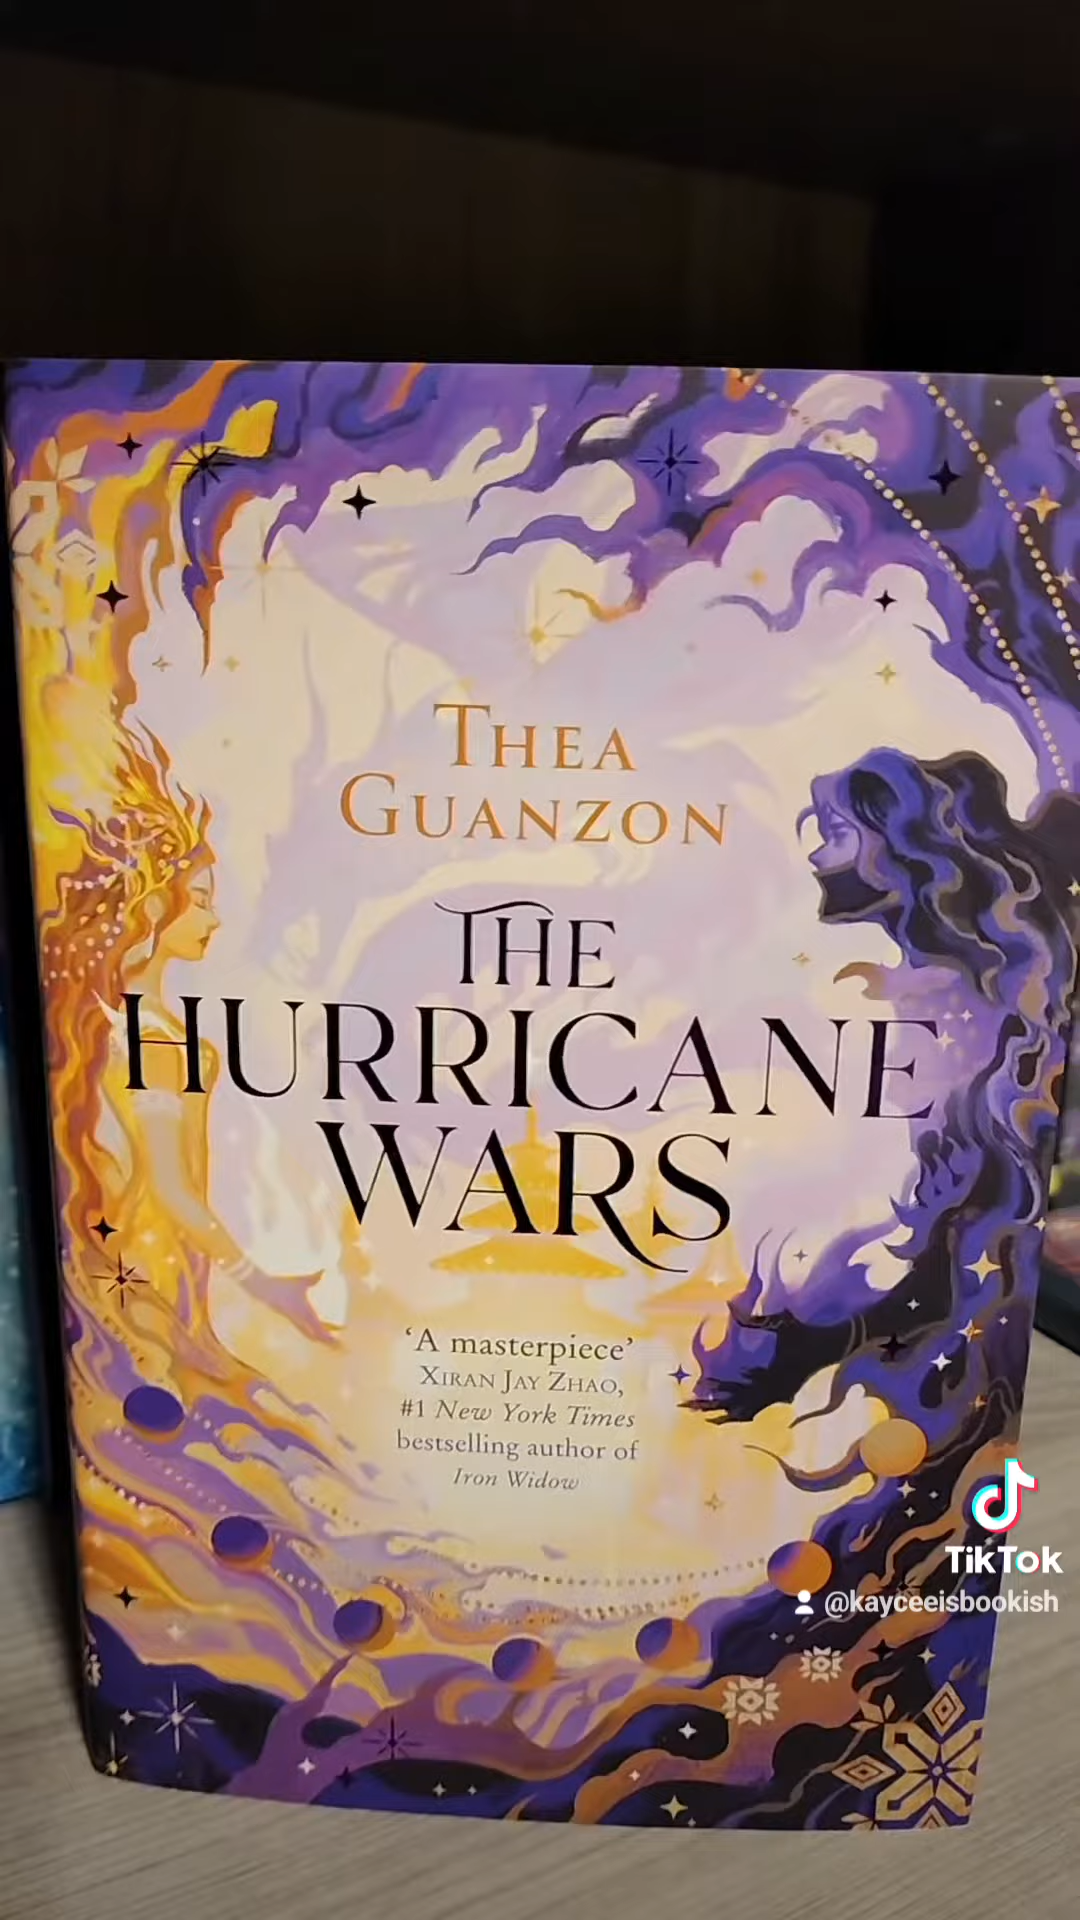 THEA
GUANZON
THE
HURRICANE
WARS
‘A masterpiece’
XIRAN JAY ZHAO,
#1 New York Times
bestselling author of
Iron Widow
TikTok
@kayceeisbookish